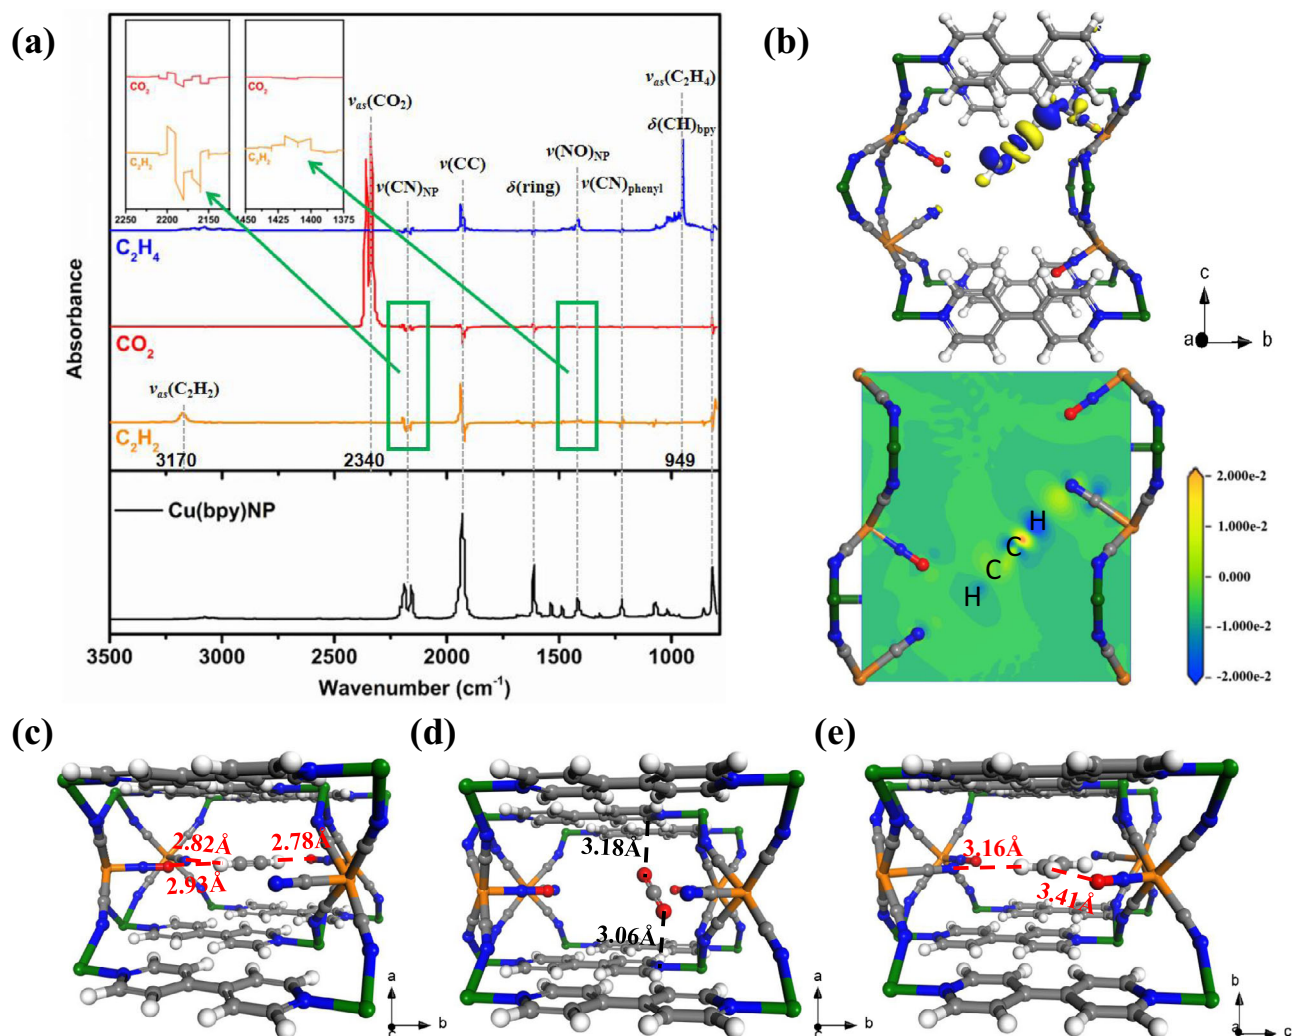 (a)
2250 2200 2150
1450 1425 1400 1375
CO2
C2H2
CO2
C2H2
νas(CO2)
ν(CN)NP
ν(CC)
δ(ring)
ν(NO)NP
ν(CN)phenyl
νas(C2H4)
δ(CH)bpy
C2H4
CO2
νas(C2H2)
C2H2
3170
2340
949
Cu(bpy)NP
Absorbance
3500 3000 2500 2000 1500 1000
Wavenumber (cm-1)
(b)
c
a b
H
C
C
H
2.000e-2
1.000e-2
0.000
-1.000e-2
-2.000e-2
(c)
2.82Å 2.78Å
2.93Å
a
b
(d)
3.18Å
3.06Å
a
b
(e)
3.16Å
3.41Å
b
a c